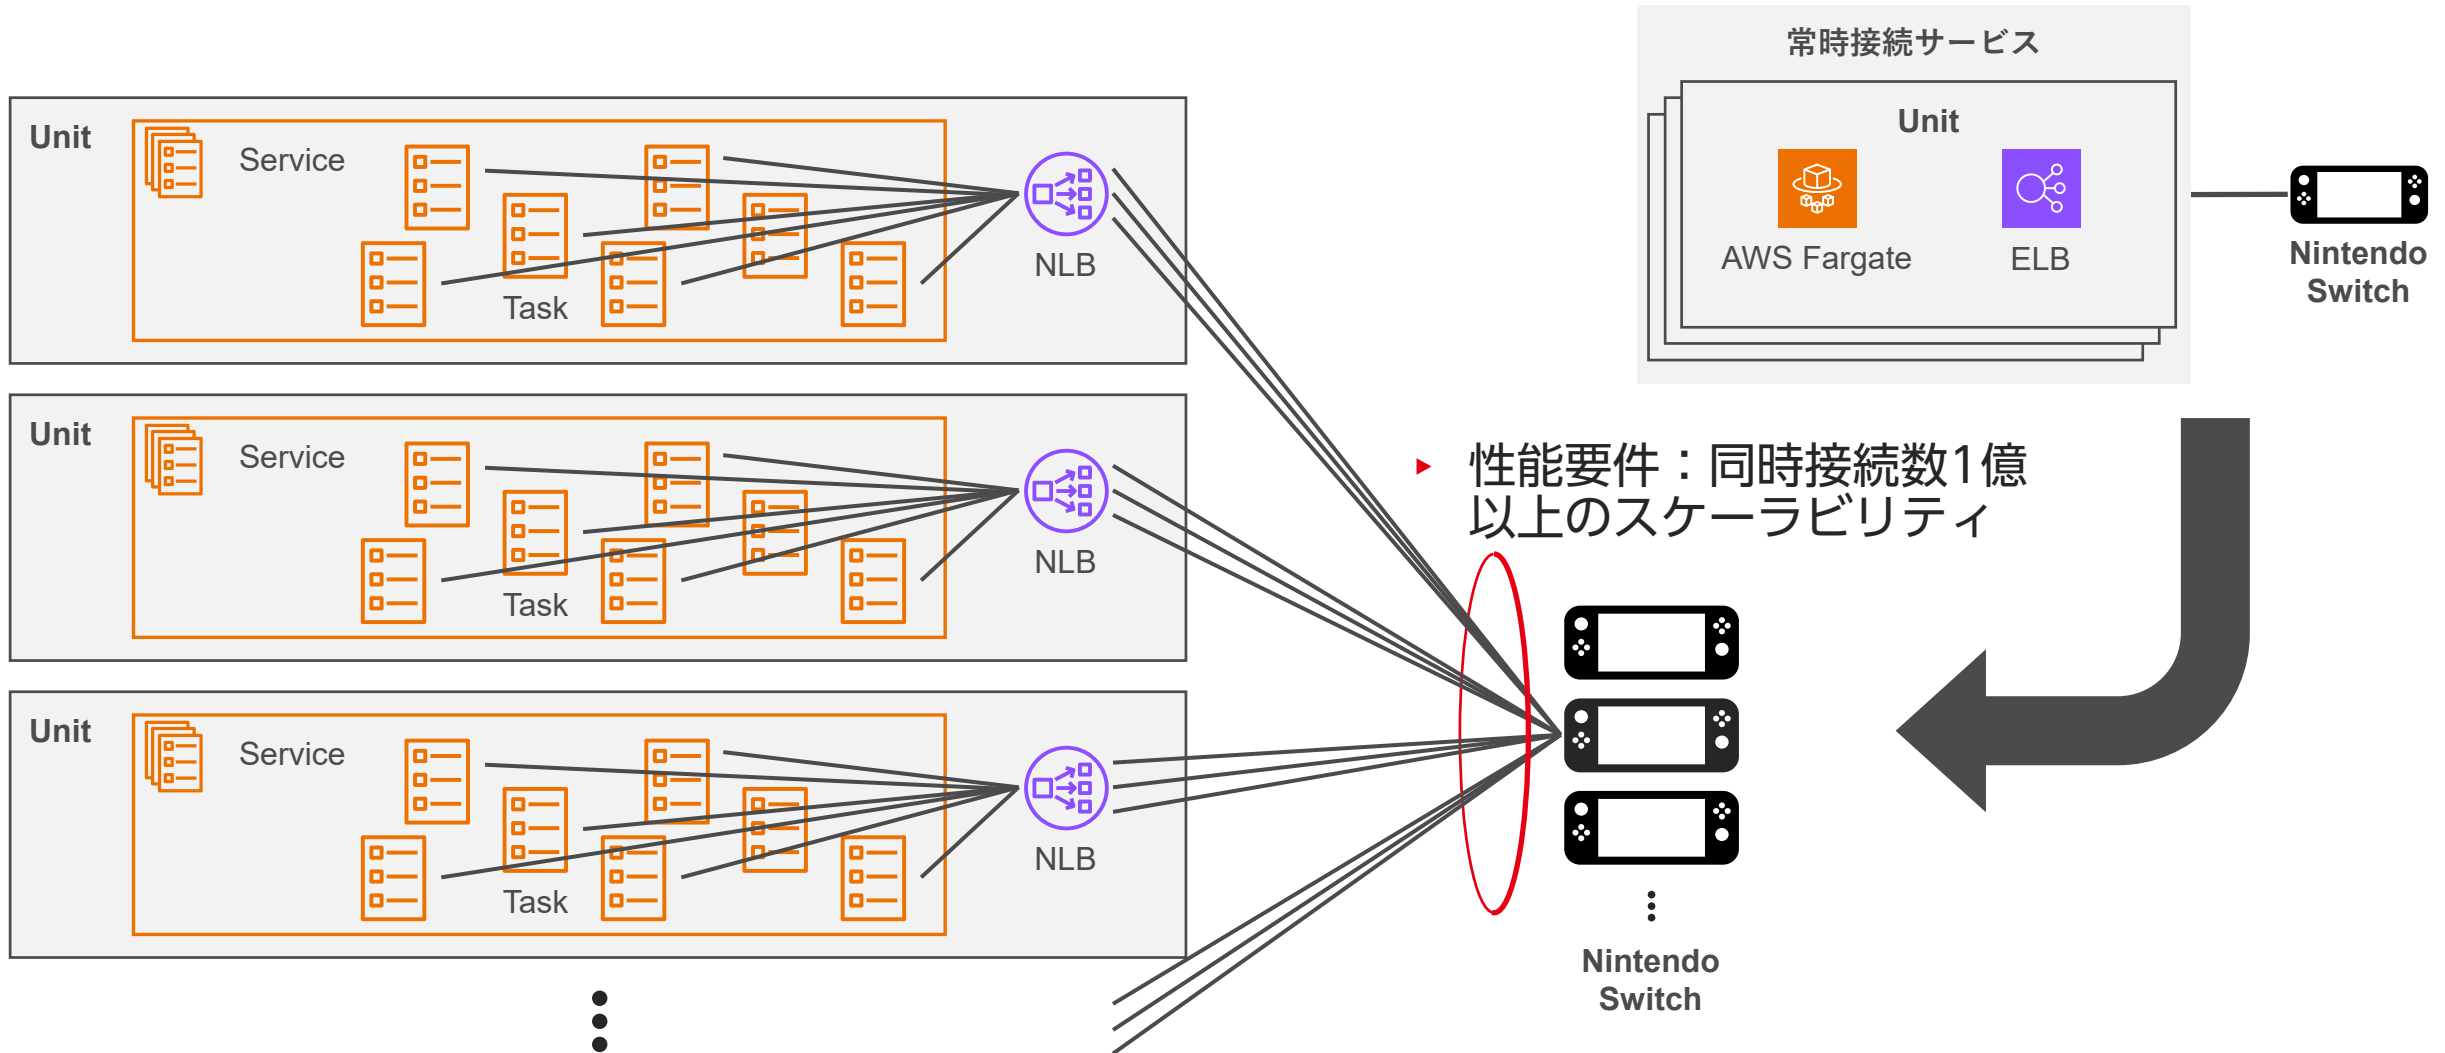 常時接続サービス
Unit
AWS Fargate
ELB
Nintendo
Switch
Unit
Service
Task
NLB
Unit
Service
Task
NLB
Unit
Service
Task
NLB
性能要件：同時接続数1億
以上のスケーラビリティ
Nintendo
Switch